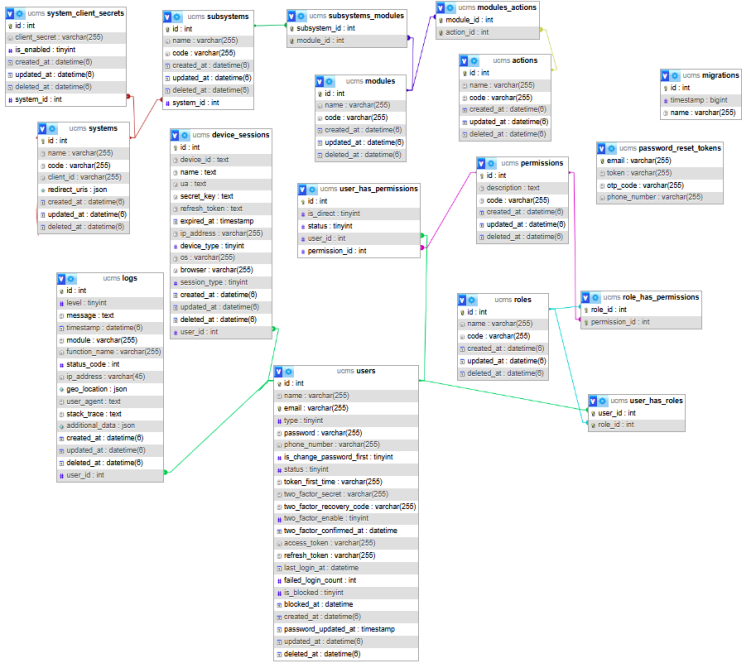 ucms system_client_secrets
id : int
client_secret : varchar(255)
is_enabled : tinyint
created_at : datetime(6)
updated_at : datetime(6)
deleted_at : datetime(6)
system_id : int
ucms subsystems
id : int
name : varchar(255)
code : varchar(255)
created_at : datetime(6)
updated_at : datetime(6)
deleted_at : datetime(6)
system_id : int
ucms subsystems_modules
subsystem_id : int
module_id : int
ucms modules_actions
module_id : int
action_id : int
ucms modules
id : int
name : varchar(255)
code : varchar(255)
created_at : datetime(6)
updated_at : datetime(6)
deleted_at : datetime(6)
ucms actions
id : int
name : varchar(255)
code : varchar(255)
created_at : datetime(6)
updated_at : datetime(6)
deleted_at : datetime(6)
ucms migrations
id : int
timestamp : bigint
name : varchar(255)
ucms systems
id : int
name : varchar(255)
code : varchar(255)
client_id : varchar(255)
redirect_uris : json
created_at : datetime(6)
updated_at : datetime(6)
deleted_at : datetime(6)
ucms device_sessions
id : int
device_id : text
name : text
ua : text
secret_key : text
refresh_token : text
expired_at : timestamp
ip_address : varchar(255)
device_type : tinyint
os : varchar(255)
browser : varchar(255)
session_type : tinyint
created_at : datetime(6)
updated_at : datetime(6)
deleted_at : datetime(6)
user_id : int
ucms user_has_permissions
id : int
is_direct : tinyint
status : tinyint
user_id : int
permission_id : int
ucms permissions
id : int
description : text
code : varchar(255)
created_at : datetime(6)
updated_at : datetime(6)
deleted_at : datetime(6)
ucms password_reset_tokens
email : varchar(255)
token : varchar(255)
otp_code : varchar(255)
phone_number : varchar(255)
ucms logs
id : int
level : tinyint
message : text
timestamp : datetime(6)
module : varchar(255)
function_name : varchar(255)
status_code : int
ip_address : varchar(45)
geo_location : json
user_agent : text
stack_trace : text
additional_data : json
created_at : datetime(6)
updated_at : datetime(6)
deleted_at : datetime(6)
user_id : int
ucms roles
id : int
name : varchar(255)
code : varchar(255)
created_at : datetime(6)
updated_at : datetime(6)
deleted_at : datetime(6)
ucms role_has_permissions
role_id : int
permission_id : int
ucms users
id : int
name : varchar(255)
email : varchar(255)
type : tinyint
password : varchar(255)
phone_number : varchar(255)
is_change_password_first : tinyint
status : tinyint
token_first_time : varchar(255)
two_factor_secret : varchar(255)
two_factor_recovery_code : varchar(255)
two_factor_enable : tinyint
two_factor_confirmed_at : datetime
access_token : varchar(255)
refresh_token : varchar(255)
last_login_at : datetime
failed_login_count : int
is_blocked : tinyint
blocked_at : datetime
created_at : datetime(6)
password_updated_at : timestamp
updated_at : datetime(6)
deleted_at : datetime(6)
ucms user_has_roles
user_id : int
role_id : int